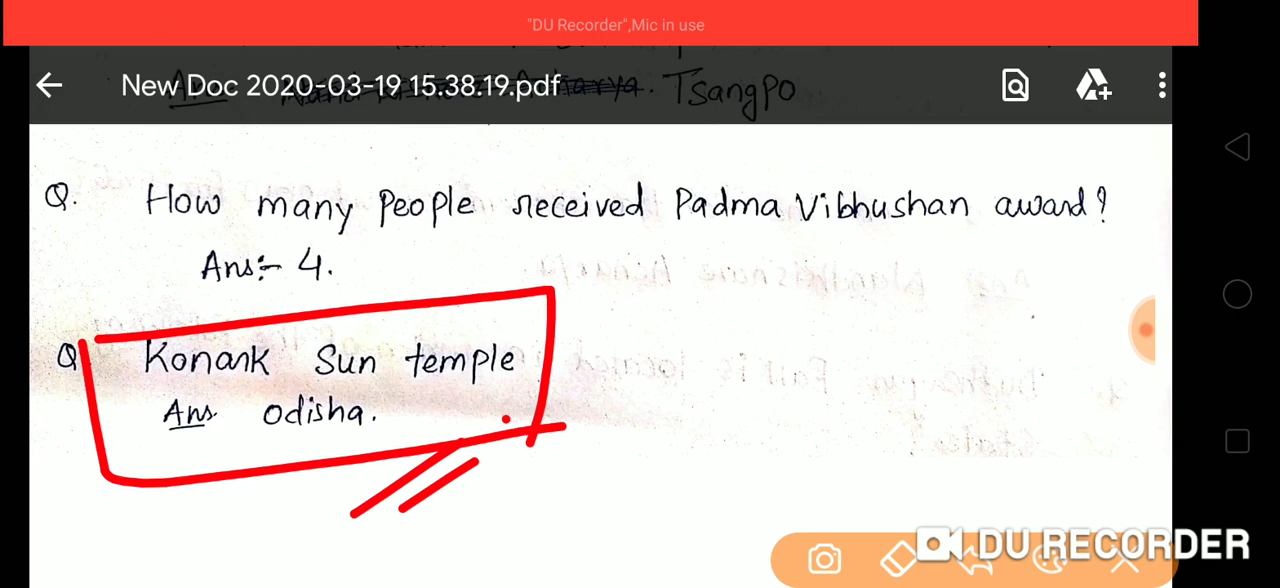 "DU Recorder",Mic in use
New Doc 2020-03-19 15.38.19.pdf
Ans Tsangpo
Q. How many People received Padma Vibhushan award?
Ans:- 4.
Q Konark Sun temple
Ans odisha.
DU RECORDER